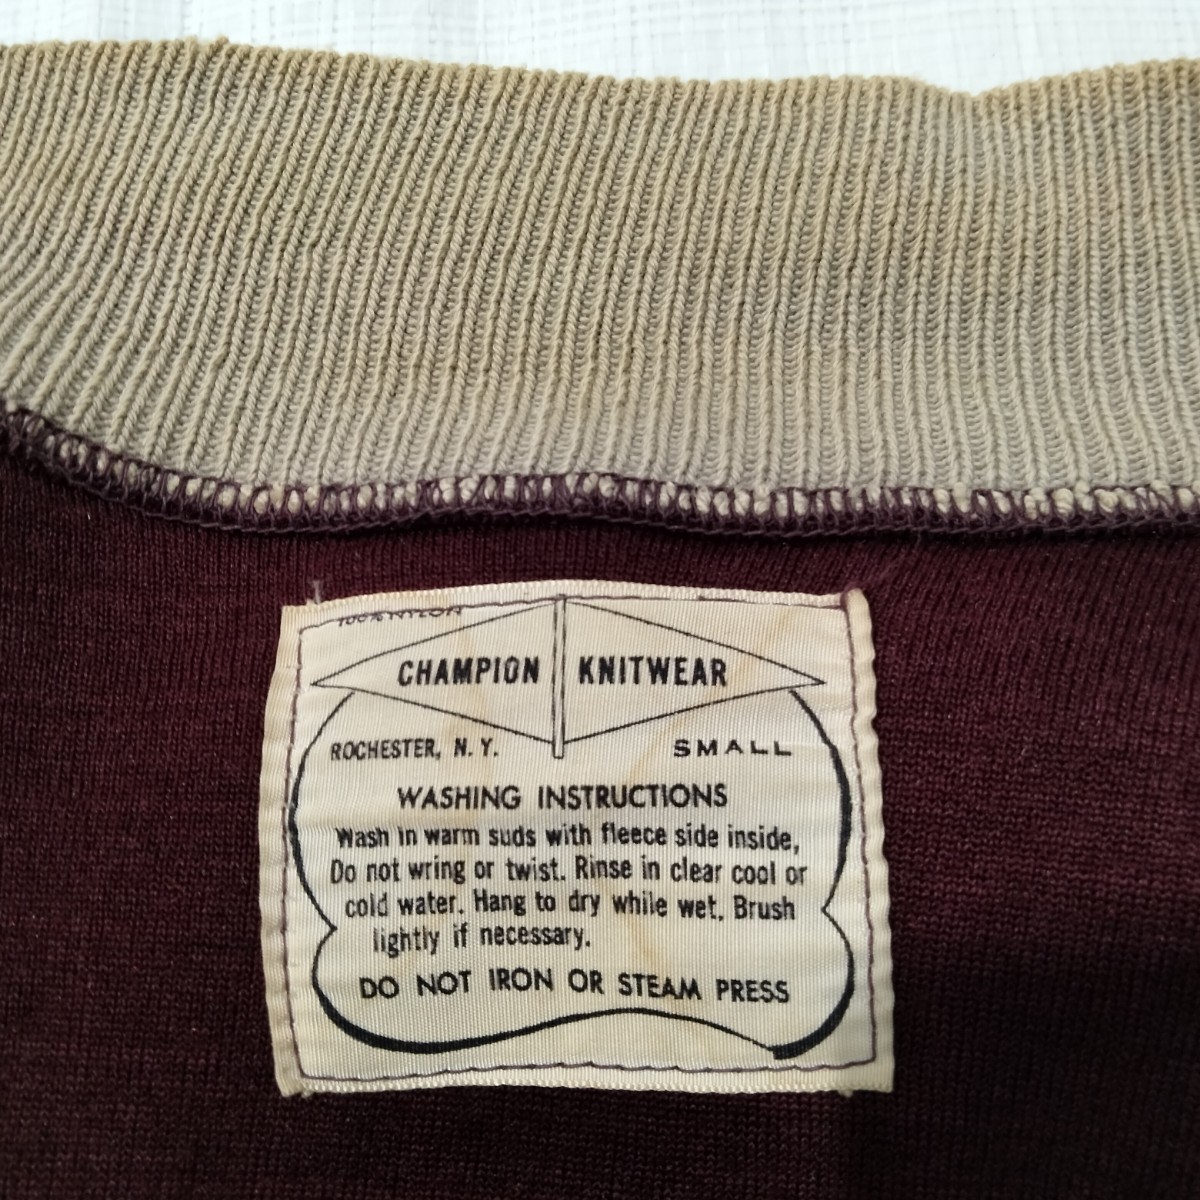 100% NYLON
CHAMPION KNITWEAR
ROCHESTER, N. Y. SMALL
WASHING INSTRUCTIONS
Wash in warm suds with fleece side inside,
Do not wring or twist. Rinse in clear cool or
cold water. Hang to dry while wet. Brush
lightly if necessary.
DO NOT IRON OR STEAM PRESS